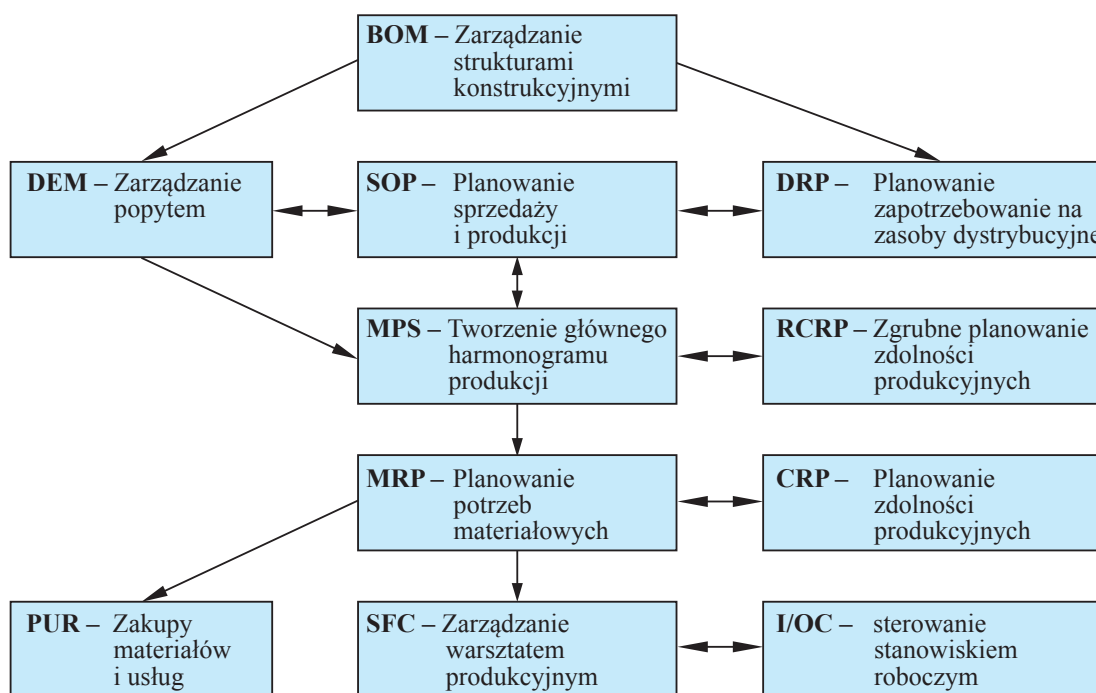 BOM – Zarządzanie
strukturami
konstrukcyjnymi
DEM – Zarządzanie
popytem
SOP – Planowanie
sprzedaży
i produkcji
DRP – Planowanie
zapotrzebowanie na
zasoby dystrybucyjne
MPS – Tworzenie głównego
harmonogramu
produkcji
RCRP – Zgrubne planowanie
zdolności
produkcyjnych
MRP – Planowanie
potrzeb
materiałowych
CRP – Planowanie
zdolności
produkcyjnych
PUR – Zakupy
materiałów
i usług
SFC – Zarządzanie
warsztatem
produkcyjnym
I/OC – sterowanie
stanowiskiem
roboczym